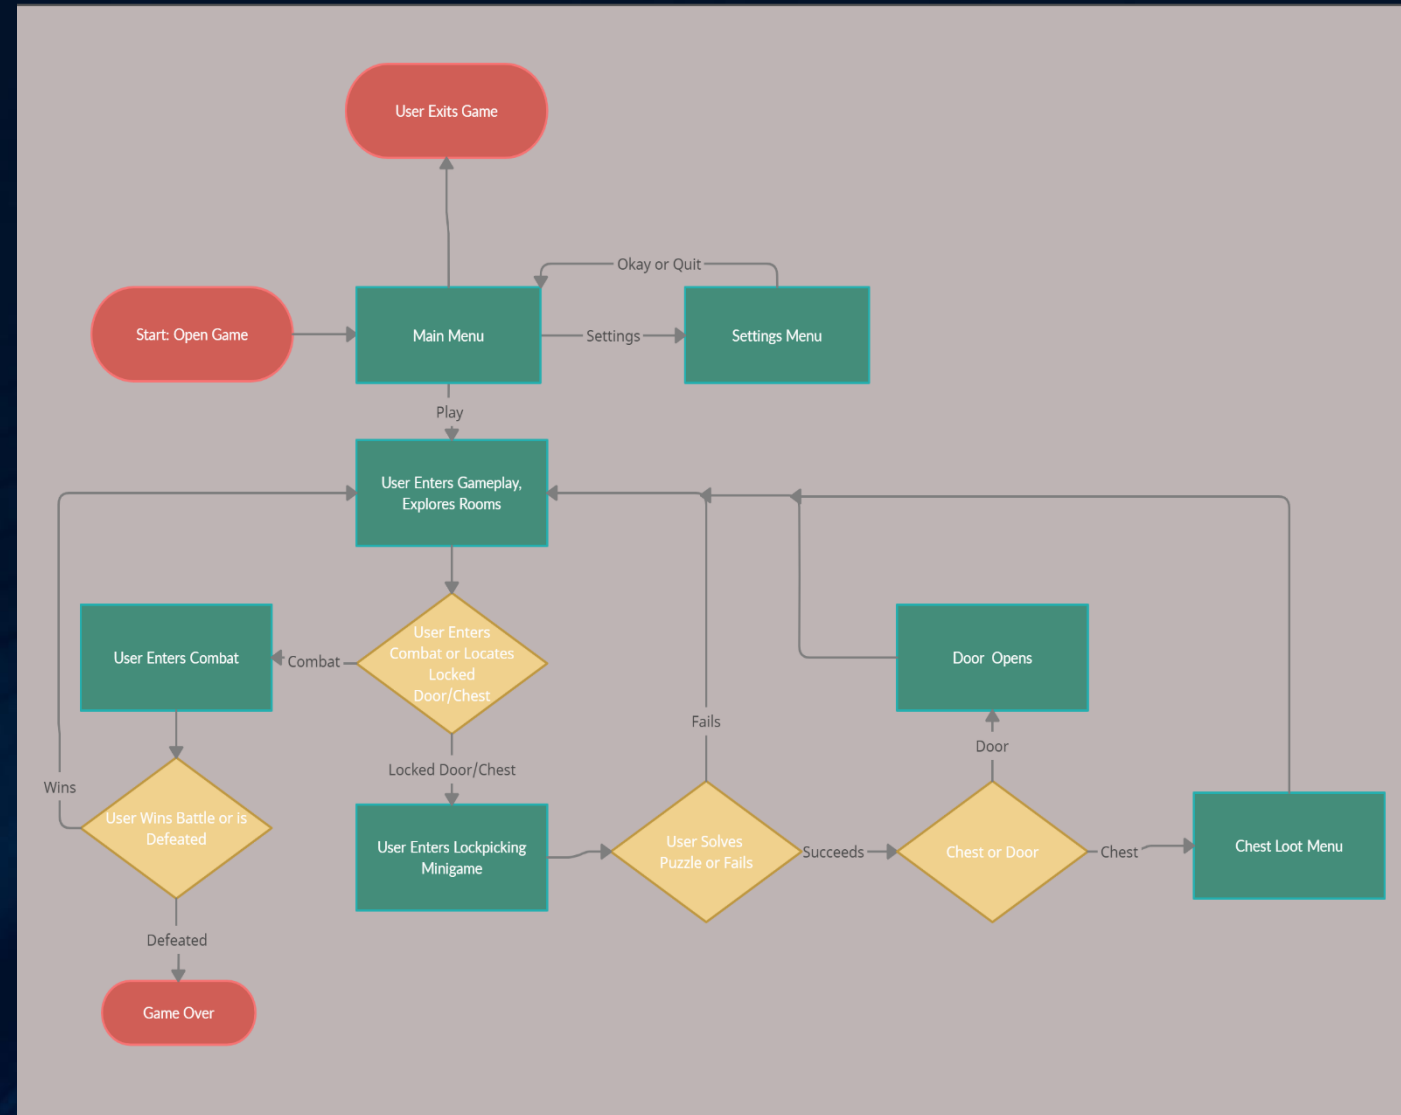 User Exits Game
Okay or Quit
Start: Open Game
Main Menu
Settings
Settings Menu
Play
User Enters Gameplay,
Explores Rooms
User Enters
Combat or Locates
Locked
Door/Chest
Combat
User Enters Combat
Door  Opens
Fails
Door
Locked Door/Chest
Wins
User Wins Battle or is
Defeated
User Enters Lockpicking
Minigame
User Solves
Puzzle or Fails
Succeeds
Chest or Door
Chest
Chest Loot Menu
Defeated
Game Over